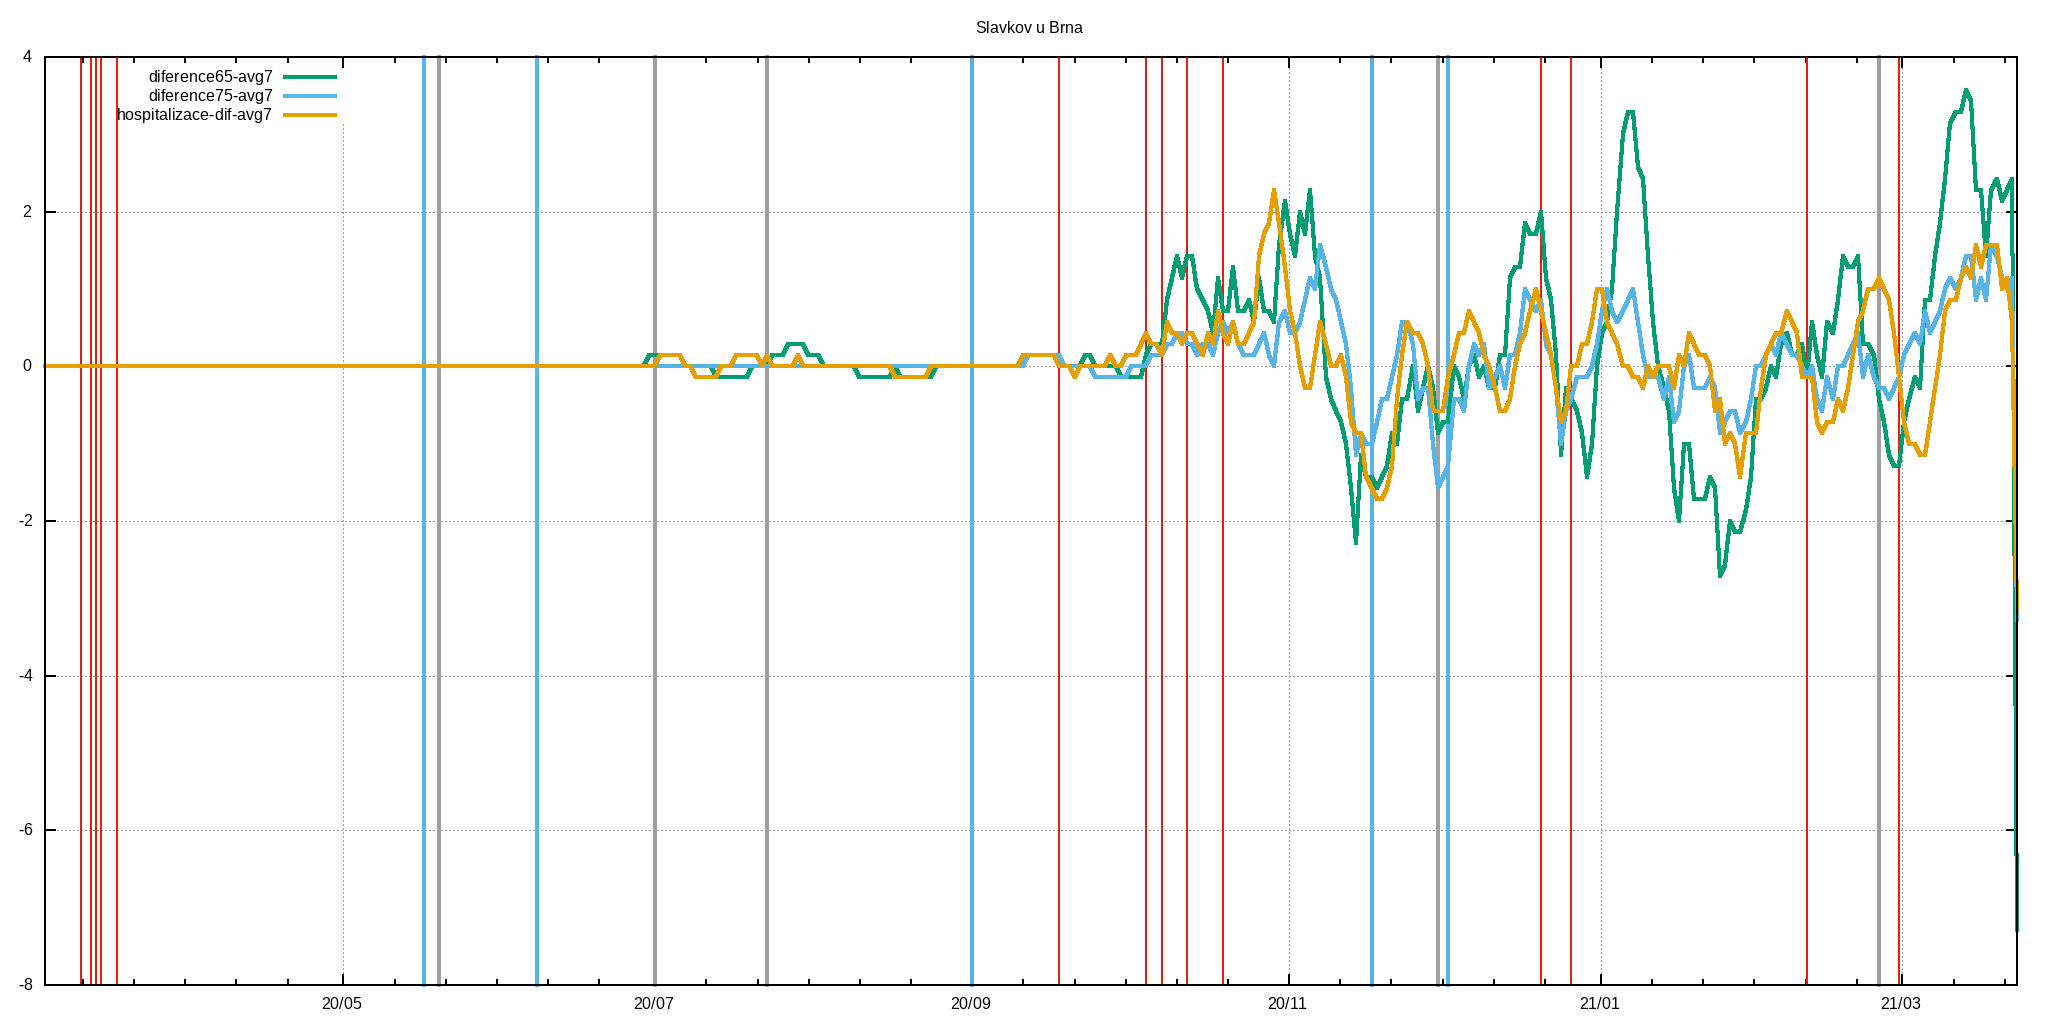 Slavkov u Brna
diference65-avg7
diference75-avg7
hospitalizace-dif-avg7
4
2
0
-2
-4
-6
-8
20/05 20/07 20/09 20/11 21/01 21/03